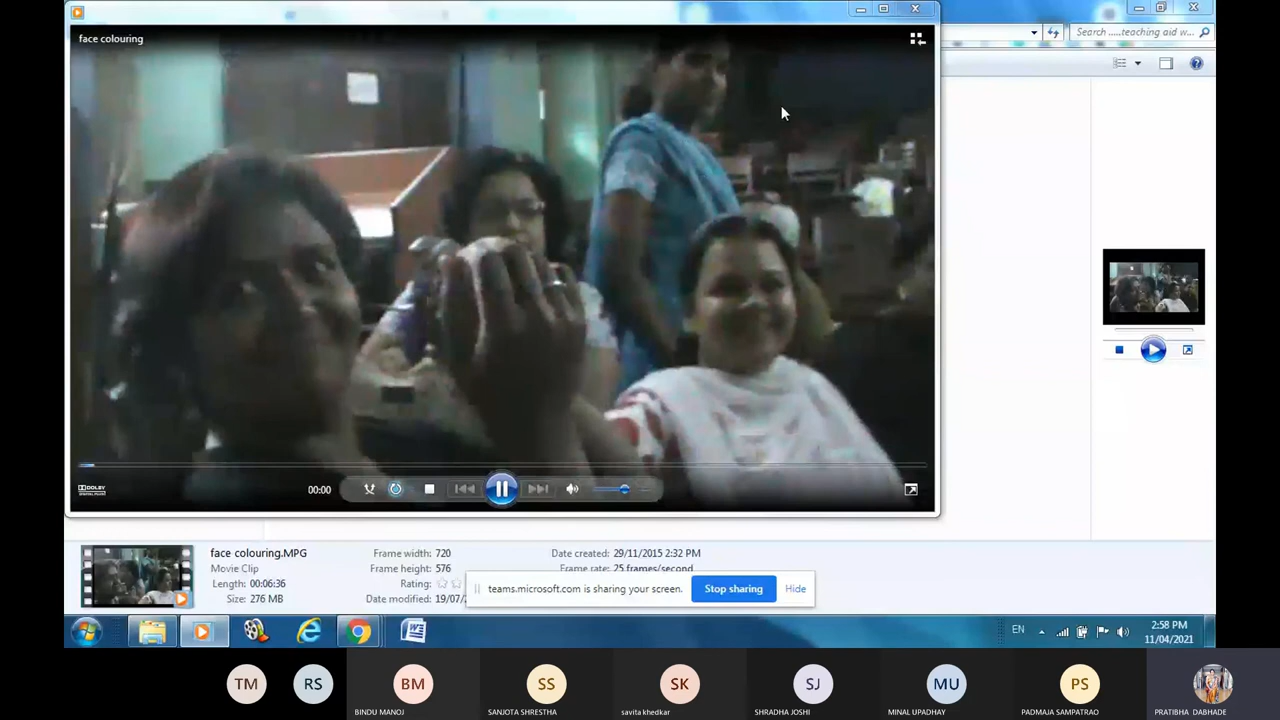 face colouring
Search .....teaching aid w...
DOLBY
DIGITAL PLUS
00:00
face colouring.MPG
Movie Clip
Length: 00:06:36
Size: 276 MB
Frame width: 720
Frame height: 576
Rating:
Date modified: 19/07/
Date created: 29/11/2015 2:32 PM
Frame rate: 25 frames/second
teams.microsoft.com is sharing your screen.
Stop sharing
Hide
EN
2:58 PM
11/04/2021
TM
RS
BM
SS
SK
SJ
MU
PS
BINDU MANOJ
SANJOTA SHRESTHA
savita khedkar
SHRADHA JOSHI
MINAL UPADHAY
PADMAJA SAMPATRAO
PRATIBHA DABHADE